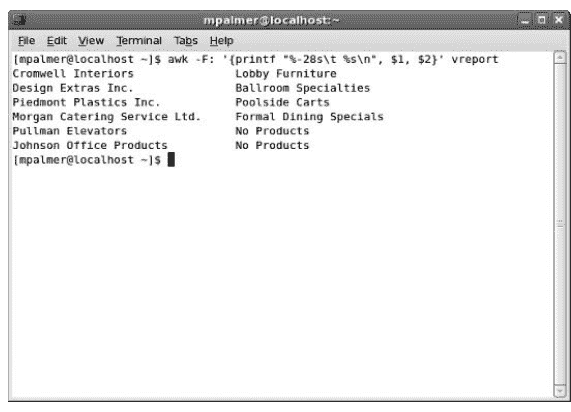 mpalmer@localhost:~
File Edit View Terminal Tabs Help
[mpalmer@localhost ~]$ awk -F: '{printf "%-28s\t %s\n", $1, $2}' vreport
Cromwell Interiors Lobby Furniture
Design Extras Inc. Ballroom Specialties
Piedmont Plastics Inc. Poolside Carts
Morgan Catering Service Ltd. Formal Dining Specials
Pullman Elevators No Products
Johnson Office Products No Products
[mpalmer@localhost ~]$